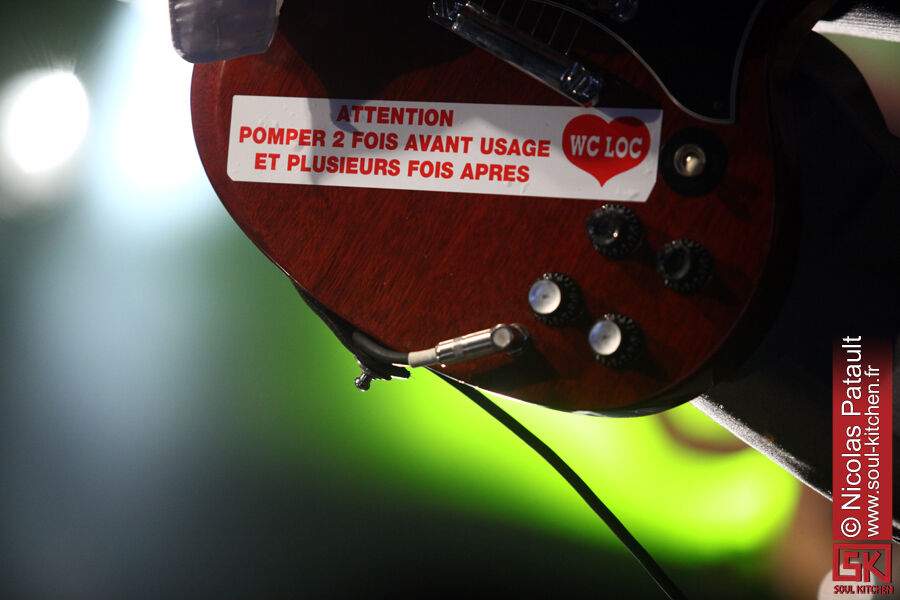 ATTENTION
POMPER 2 FOIS AVANT USAGE
ET PLUSIEURS FOIS APRES
WC LOC
© Nicolas Patault
www.soul-kitchen.fr
SK
SOUL KITCHEN